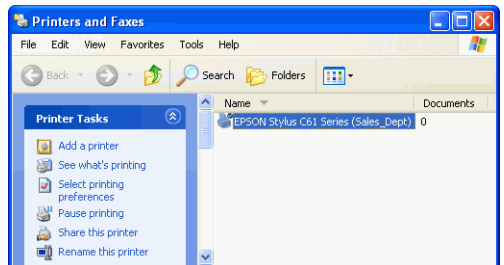 Printers and Faxes
File Edit View Favorites Tools Help
Back Search Folders
Name Documents
Printer Tasks
EPSON Stylus C61 Series (Sales_Dept) 0
Add a printer
See what's printing
Select printing
preferences
Pause printing
Share this printer
Rename this printer